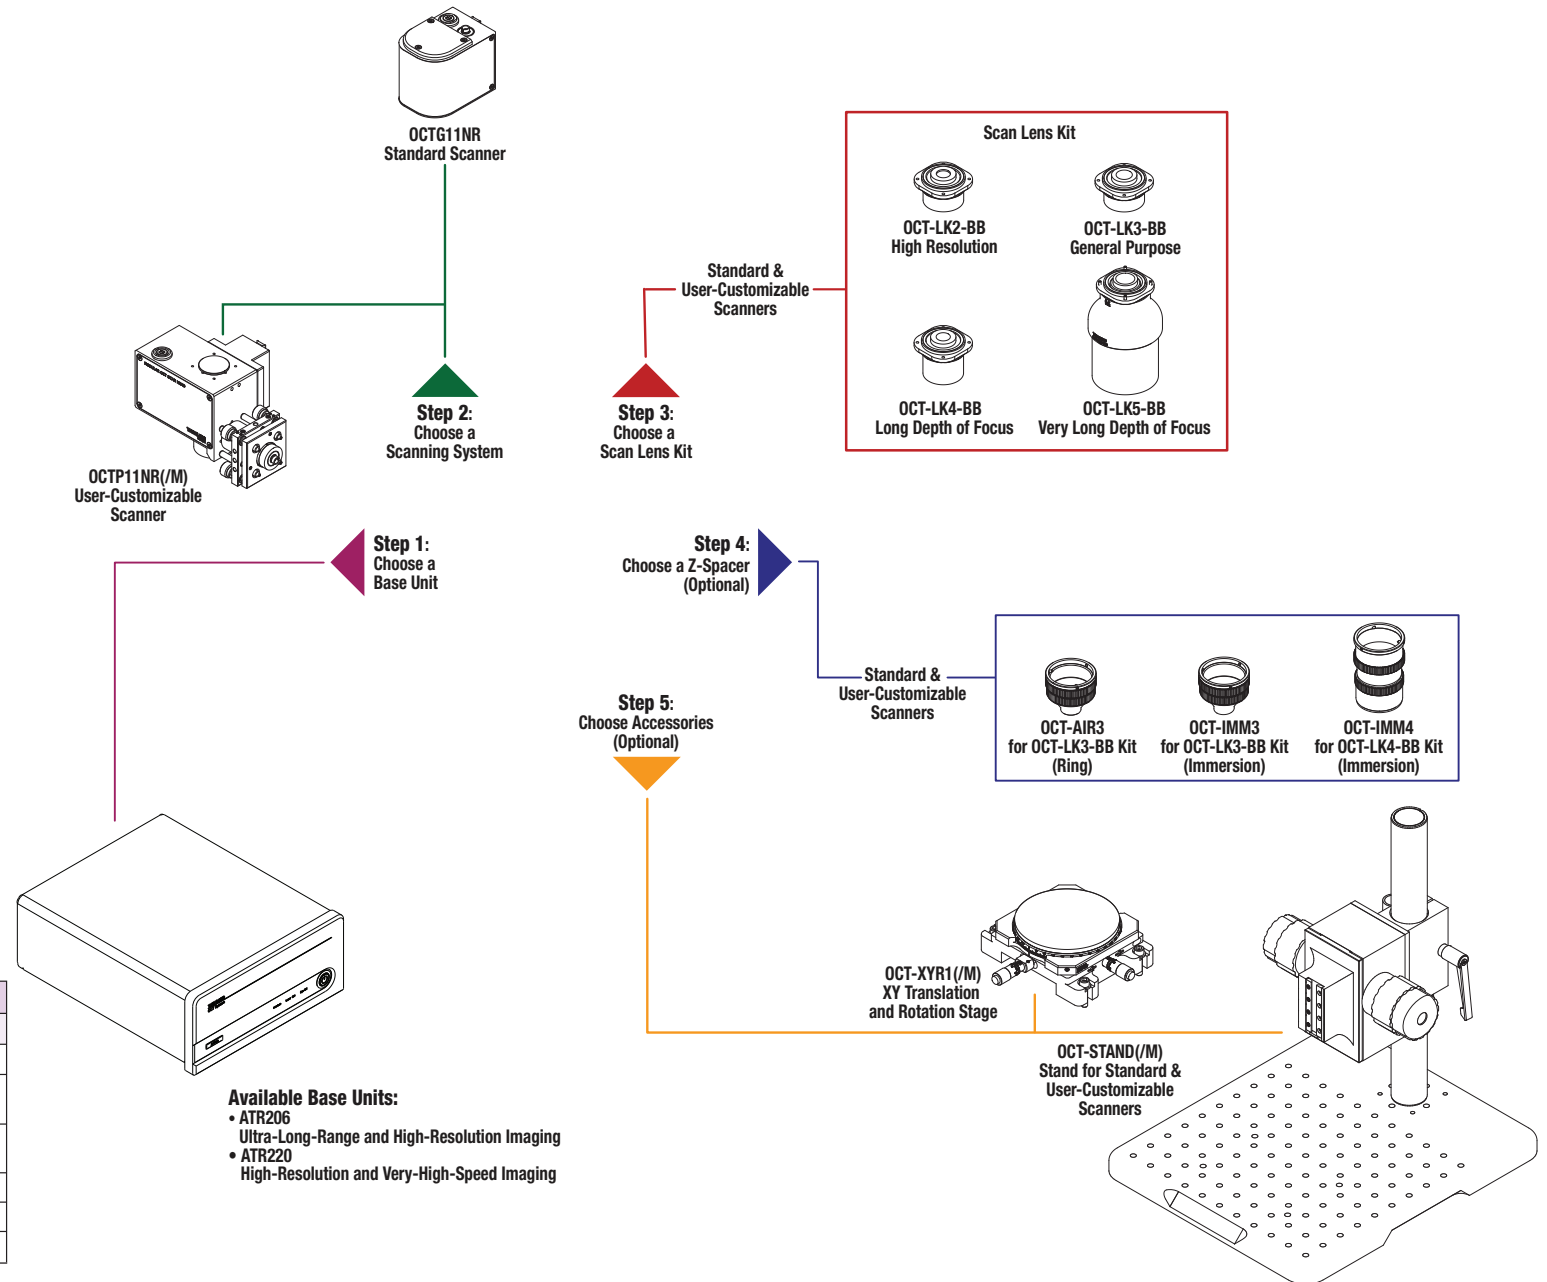 OCTG11NR
Standard Scanner
Scan Lens Kit
OCT-LK2-BB
High Resolution
OCT-LK3-BB
General Purpose
Standard &
User-Customizable
Scanners
OCT-LK4-BB
Long Depth of Focus
OCT-LK5-BB
Very Long Depth of Focus
Step 2:
Choose a
Scanning System
Step 3:
Choose a
Scan Lens Kit
OCTP11NR(/M)
User-Customizable
Scanner
Step 1:
Choose a
Base Unit
Step 4:
Choose a Z-Spacer
(Optional)
Standard &
User-Customizable
Scanners
OCT-AIR3
for OCT-LK3-BB Kit
(Ring)
OCT-IMM3
for OCT-LK3-BB Kit
(Immersion)
OCT-IMM4
for OCT-LK4-BB Kit
(Immersion)
Step 5:
Choose Accessories
(Optional)
OCT-XYR1(/M)
XY Translation
and Rotation Stage
OCT-STAND(/M)
Stand for Standard &
User-Customizable
Scanners
Available Base Units:
• ATR206
Ultra-Long-Range and High-Resolution Imaging
• ATR220
High-Resolution and Very-High-Speed Imaging